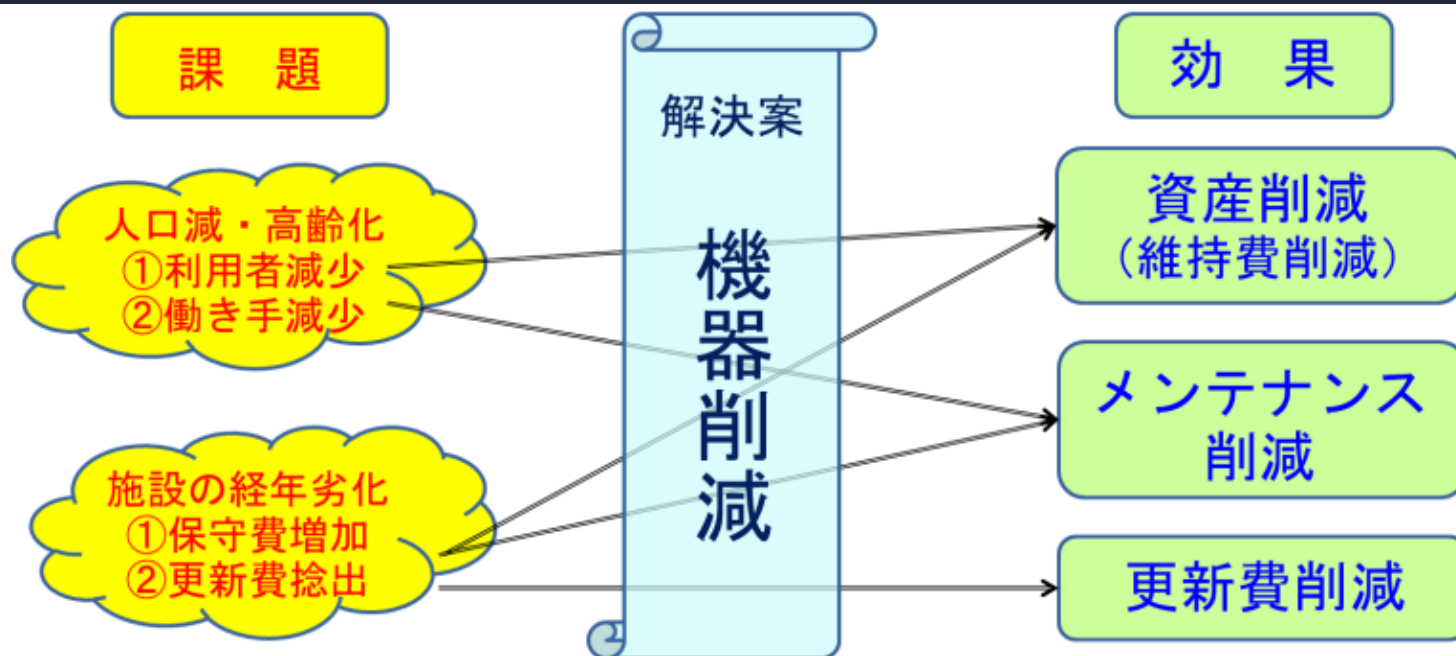 課　題
人口減・高齢化
①利用者減少
②働き手減少
施設の経年劣化
①保守費増加
②更新費捻出
解決案
機器削減
効　果
資産削減
（維持費削減）
メンテナンス
削減
更新費削減